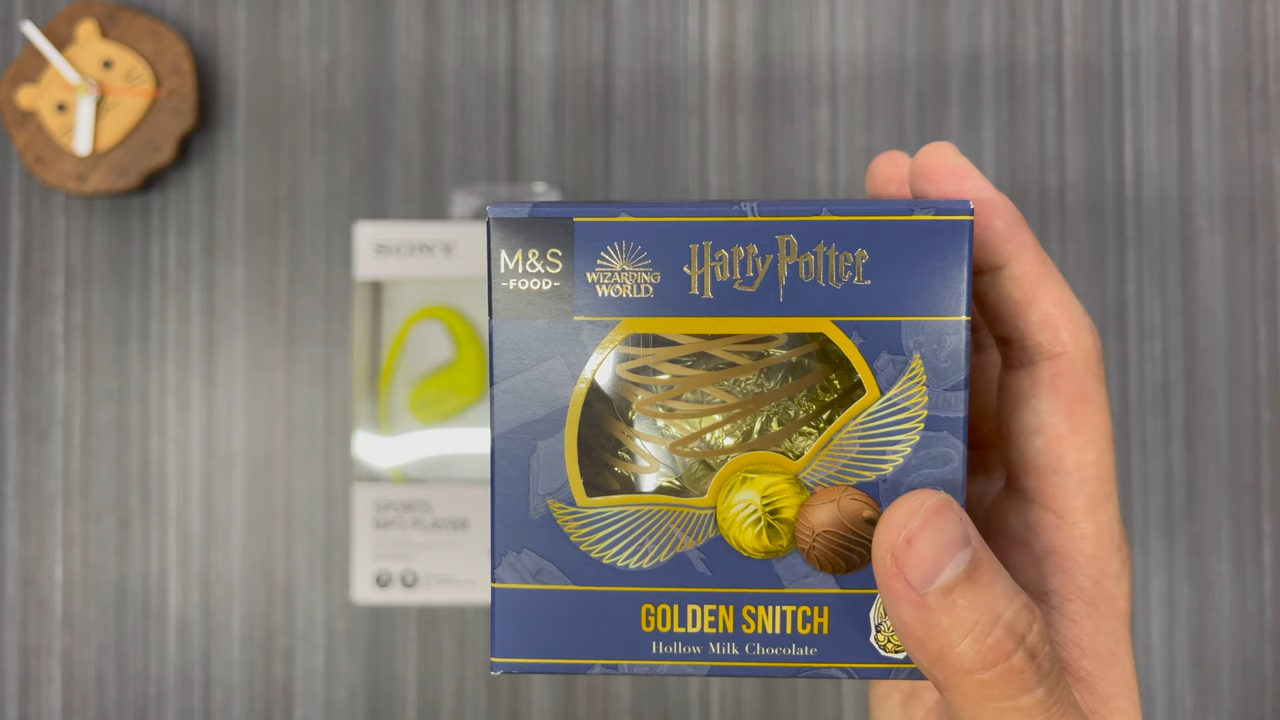 SONY
SPORTS
MP3 PLAYER
M&S
-FOOD-
WIZARDING
WORLD
Harry Potter
GOLDEN SNITCH
Hollow Milk Chocolate